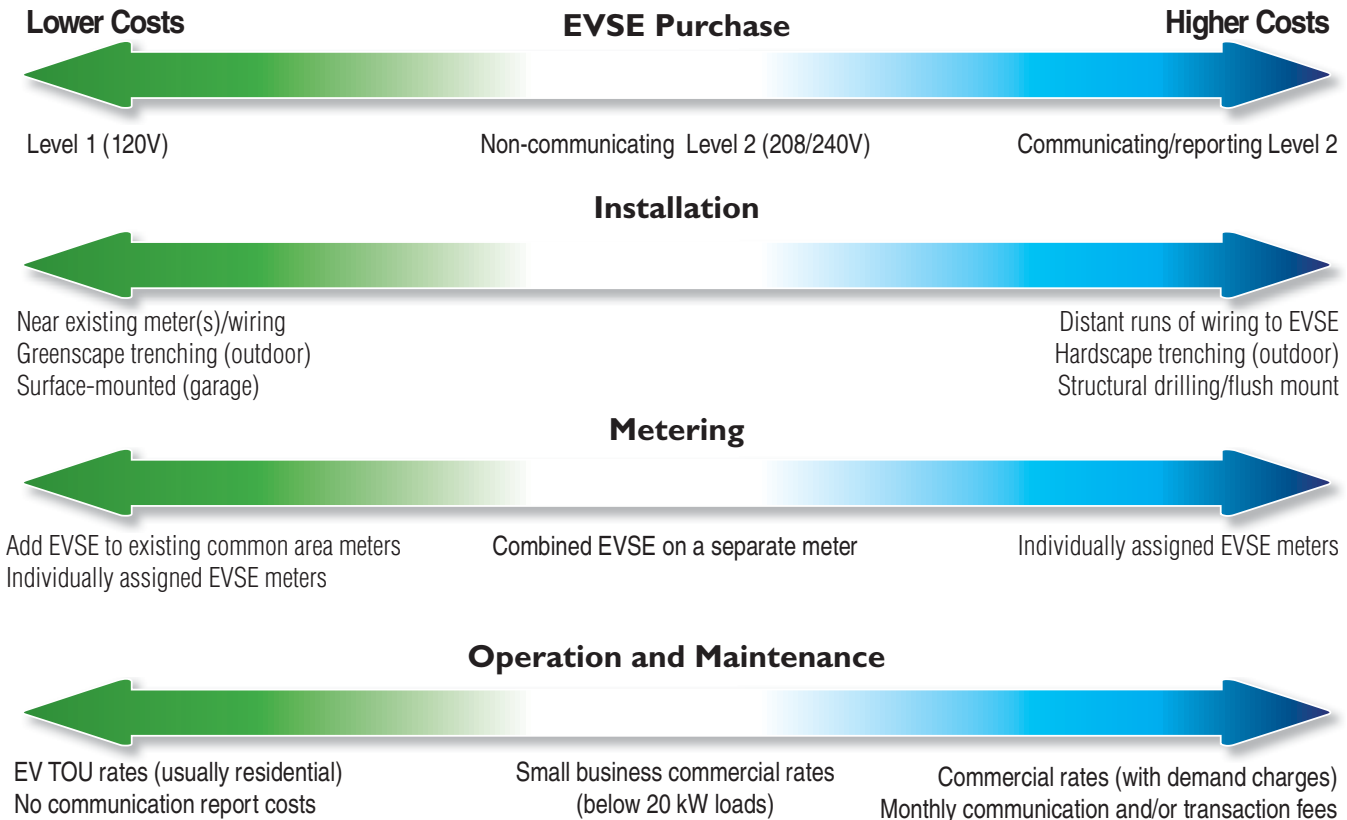 Lower Costs EVSE Purchase Higher Costs
Level 1 (120V) Non-communicating Level 2 (208/240V) Communicating/reporting Level 2
Installation
Near existing meter(s)/wiring
Greenscape trenching (outdoor)
Surface-mounted (garage)
Distant runs of wiring to EVSE
Hardscape trenching (outdoor)
Structural drilling/flush mount
Metering
Add EVSE to existing common area meters
Individually assigned EVSE meters
Combined EVSE on a separate meter
Individually assigned EVSE meters
Operation and Maintenance
EV TOU rates (usually residential)
No communication report costs
Small business commercial rates
(below 20 kW loads)
Commercial rates (with demand charges)
Monthly communication and/or transaction fees